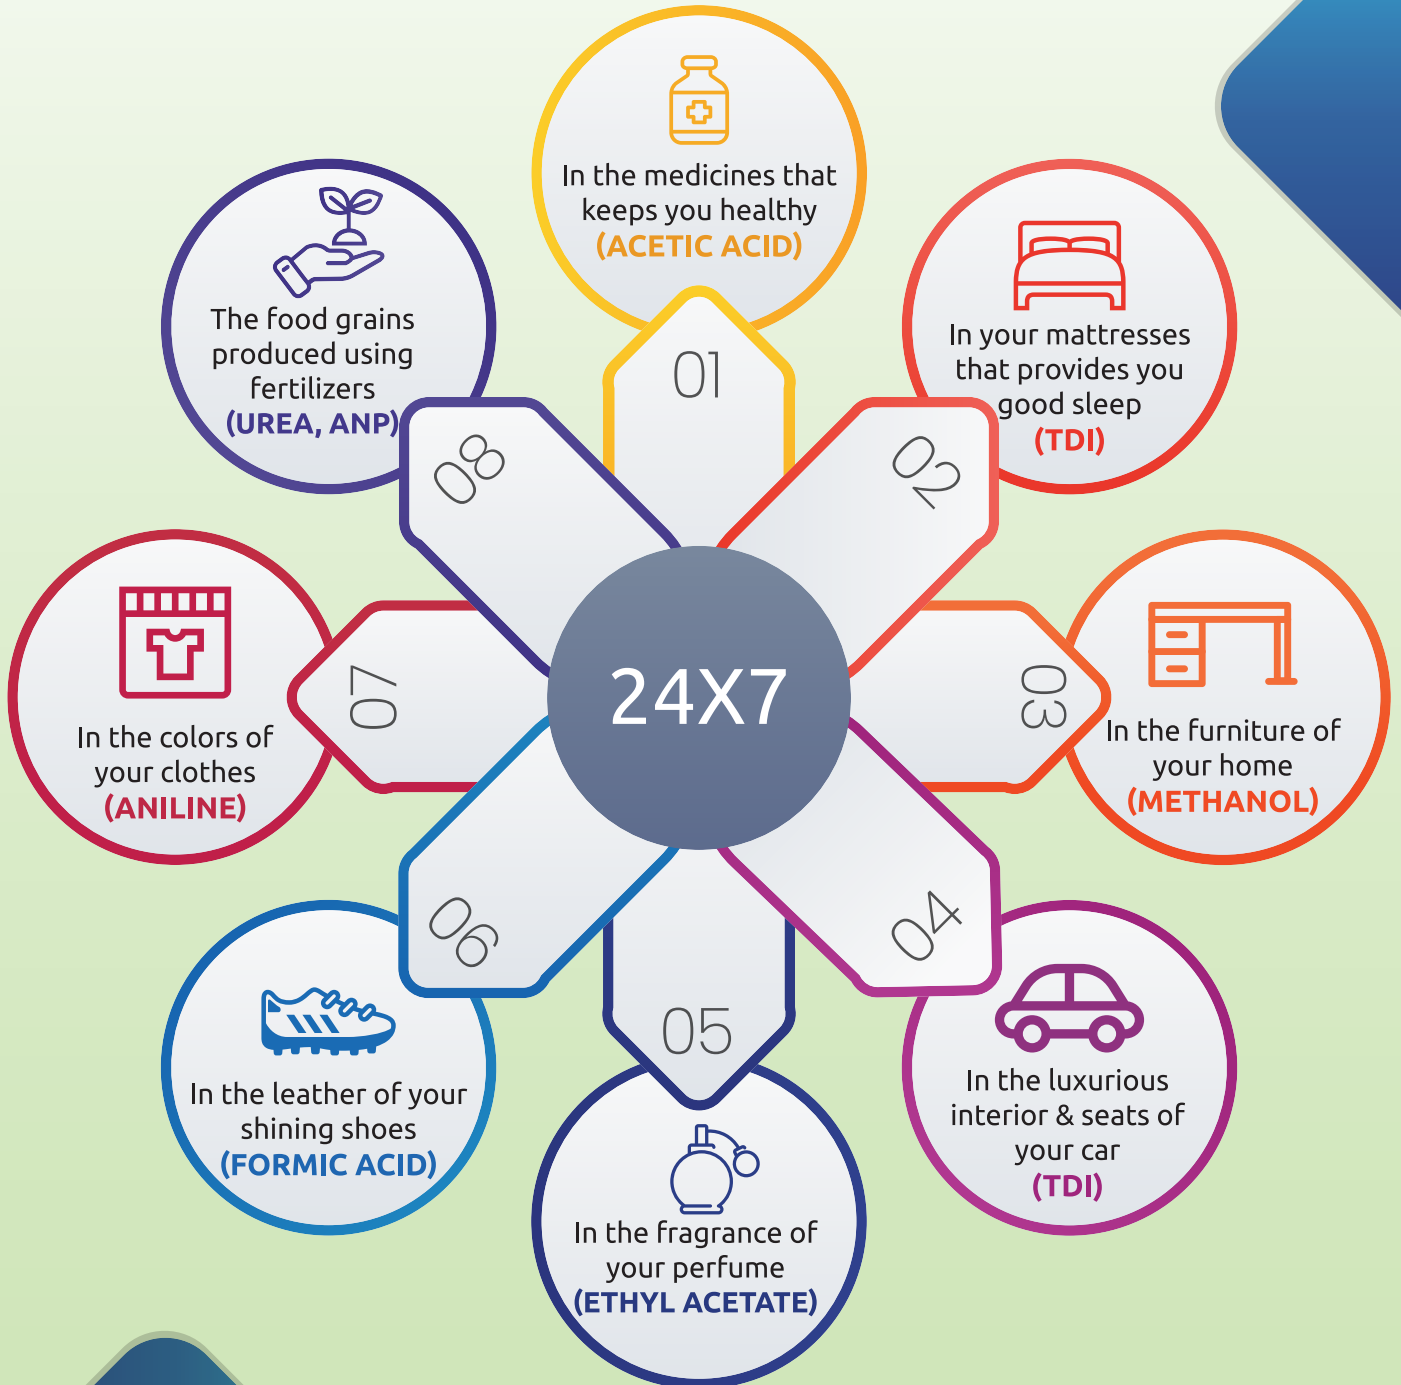 In the medicines that
keeps you healthy
(ACETIC ACID)
01
In your mattresses
that provides you
good sleep
(TDI)
02
In the furniture of
your home
(METHANOL)
03
In the luxurious
interior & seats of
your car
(TDI)
04
In the fragrance of
your perfume
(ETHYL ACETATE)
05
In the leather of your
shining shoes
(FORMIC ACID)
06
In the colors of
your clothes
(ANILINE)
07
The food grains
produced using
fertilizers
(UREA, ANP)
08
24X7